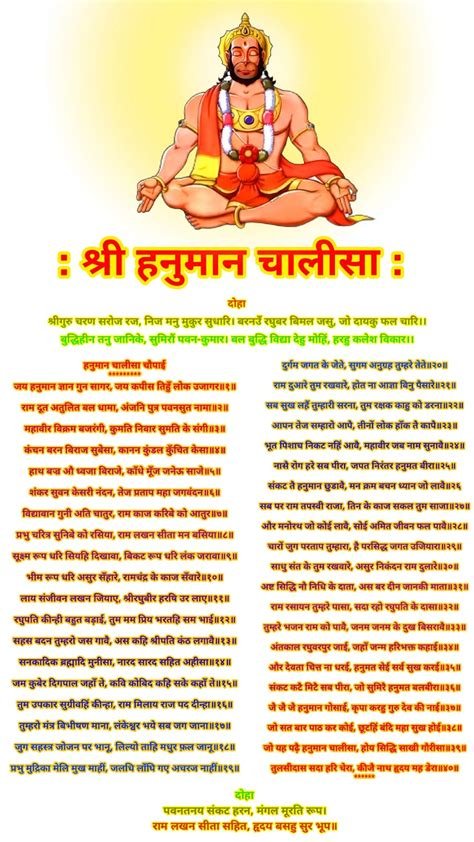 : श्री हनुमान चालीसा :
दोहा
श्रीगुरु चरण सरोज रज, निज मनु मुकुर सुधारि। बरनउँ रघुबर बिमल जसु, जो दायकु फल चारि।।
बुद्धिहीन तनु जानिके, सुमिरौं पवन-कुमार। बल बुद्धि विद्या देहु मोहिं, हरहु कलेश विकार।।
हनुमान चालीसा चौपाई
*********
जय हनुमान ज्ञान गुन सागर, जय कपीस तिहुँ लोक उजागर॥१॥
राम दूत अतुलित बल धामा, अंजनि पुत्र पवनसुत नामा॥२॥
महावीर विक्रम बजरंगी, कुमति निवार सुमति के संगी॥३॥
कंचन बरन बिराज सुबेसा, कानन कुंडल कुँचित केसा॥४॥
हाथ बज्र औ ध्वजा बिराजे, काँधे मूँज जनेऊ साजे॥५॥
शंकर सुवन केसरी नंदन, तेज प्रताप महा जगवंदन॥६॥
विद्यावान गुनी अति चातुर, राम काज करिबे को आतुर॥७॥
प्रभु चरित्र सुनिबे को रसिया, राम लखन सीता मन बसिया॥८॥
सूक्ष्म रूप धरि सियहि दिखावा, बिकट रूप धरि लंक जरावा॥९॥
भीम रूप धरि असुर सँहारे, रामचंद्र के काज सँवारे॥१०॥
लाय संजीवन लखन जियाए, श्रीरघुबीर हरषि उर लाए॥११॥
रघुपति कीन्ही बहुत बड़ाई, तुम मम प्रिय भरतहि सम भाई॥१२॥
सहस बदन तुम्हरो जस गावै, अस कहि श्रीपति कंठ लगावै॥१३॥
सनकादिक ब्रह्मादि मुनीसा, नारद सारद सहित अहीसा॥१४॥
जम कुबेर दिगपाल जहाँ ते, कवि कोबिद कहि सके कहाँ ते॥१५॥
तुम उपकार सुग्रीवहिं कीन्हा, राम मिलाय राज पद दीन्हा॥१६॥
तुम्हरो मंत्र बिभीषण माना, लंकेश्वर भये सब जग जाना॥१७॥
जुग सहस्त्र जोजन पर भानू, लिल्यो ताहि मधुर फ़ल जानू॥१८॥
प्रभु मुद्रिका मेलि मुख माहीं, जलधि लाँघि गए अचरज नाहीं॥१९॥
दुर्गम काज जगत के जेते, सुगम अनुग्रह तुम्हरे तेते॥२०॥
राम दुआरे तुम रखवारे, होत ना आज्ञा बिनु पैसारे॥२१॥
सब सुख लहैं तुम्हारी सरना, तुम रक्षक काहु को डरना॥२२॥
आपन तेज सम्हारो आपै, तीनों लोक हाँक ते कापै॥२३॥
भूत पिशाच निकट नहिं आवै, महावीर जब नाम सुनावै॥२४॥
नासै रोग हरे सब पीरा, जपत निरंतर हनुमत बीरा॥२५॥
संकट तै हनुमान छुडावै, मन क्रम बचन ध्यान जो लावै॥२६॥
सब पर राम तपस्वी राजा, तिन के काज सकल तुम साजा॥२७॥
और मनोरथ जो कोई लावै, सोई अमित जीवन फल पावै॥२८॥
चारों जुग परताप तुम्हारा, है परसिद्ध जगत उजियारा॥२९॥
साधु संत के तुम रखवारे, असुर निकंदन राम दुलारे॥३०॥
अष्ट सिद्धि नौ निधि के दाता, अस बर दीन जानकी माता॥३१॥
राम रसायन तुम्हरे पासा, सदा रहो रघुपति के दासा॥३२॥
तुम्हरे भजन राम को पावै, जनम जनम के दुख बिसरावै॥३३॥
अंतकाल रघुवरपुर जाई, जहाँ जन्म हरिभक्त कहाई॥३४॥
और देवता चित्त ना धरई, हनुमत सेई सर्व सुख करई॥३५॥
संकट कटे मिटे सब पीरा, जो सुमिरै हनुमत बलबीरा॥३६॥
जै जै जै हनुमान गोसाई, कृपा करहु गुरु देव की नाई॥३७॥
जो सत बार पाठ कर कोई, छूटहिं बंदि महा सुख होई॥३८॥
जो यह पढ़ै हनुमान चालीसा, होय सिद्धि साखी गौरीसा॥३९॥
तुलसीदास सदा हरि चेरा, कीजै नाथ हृदय मह डेरा॥४०॥
******
दोहा
पवनतनय संकट हरन, मंगल मूरति रूप।
राम लखन सीता सहित, हृदय बसहु सुर भूप॥